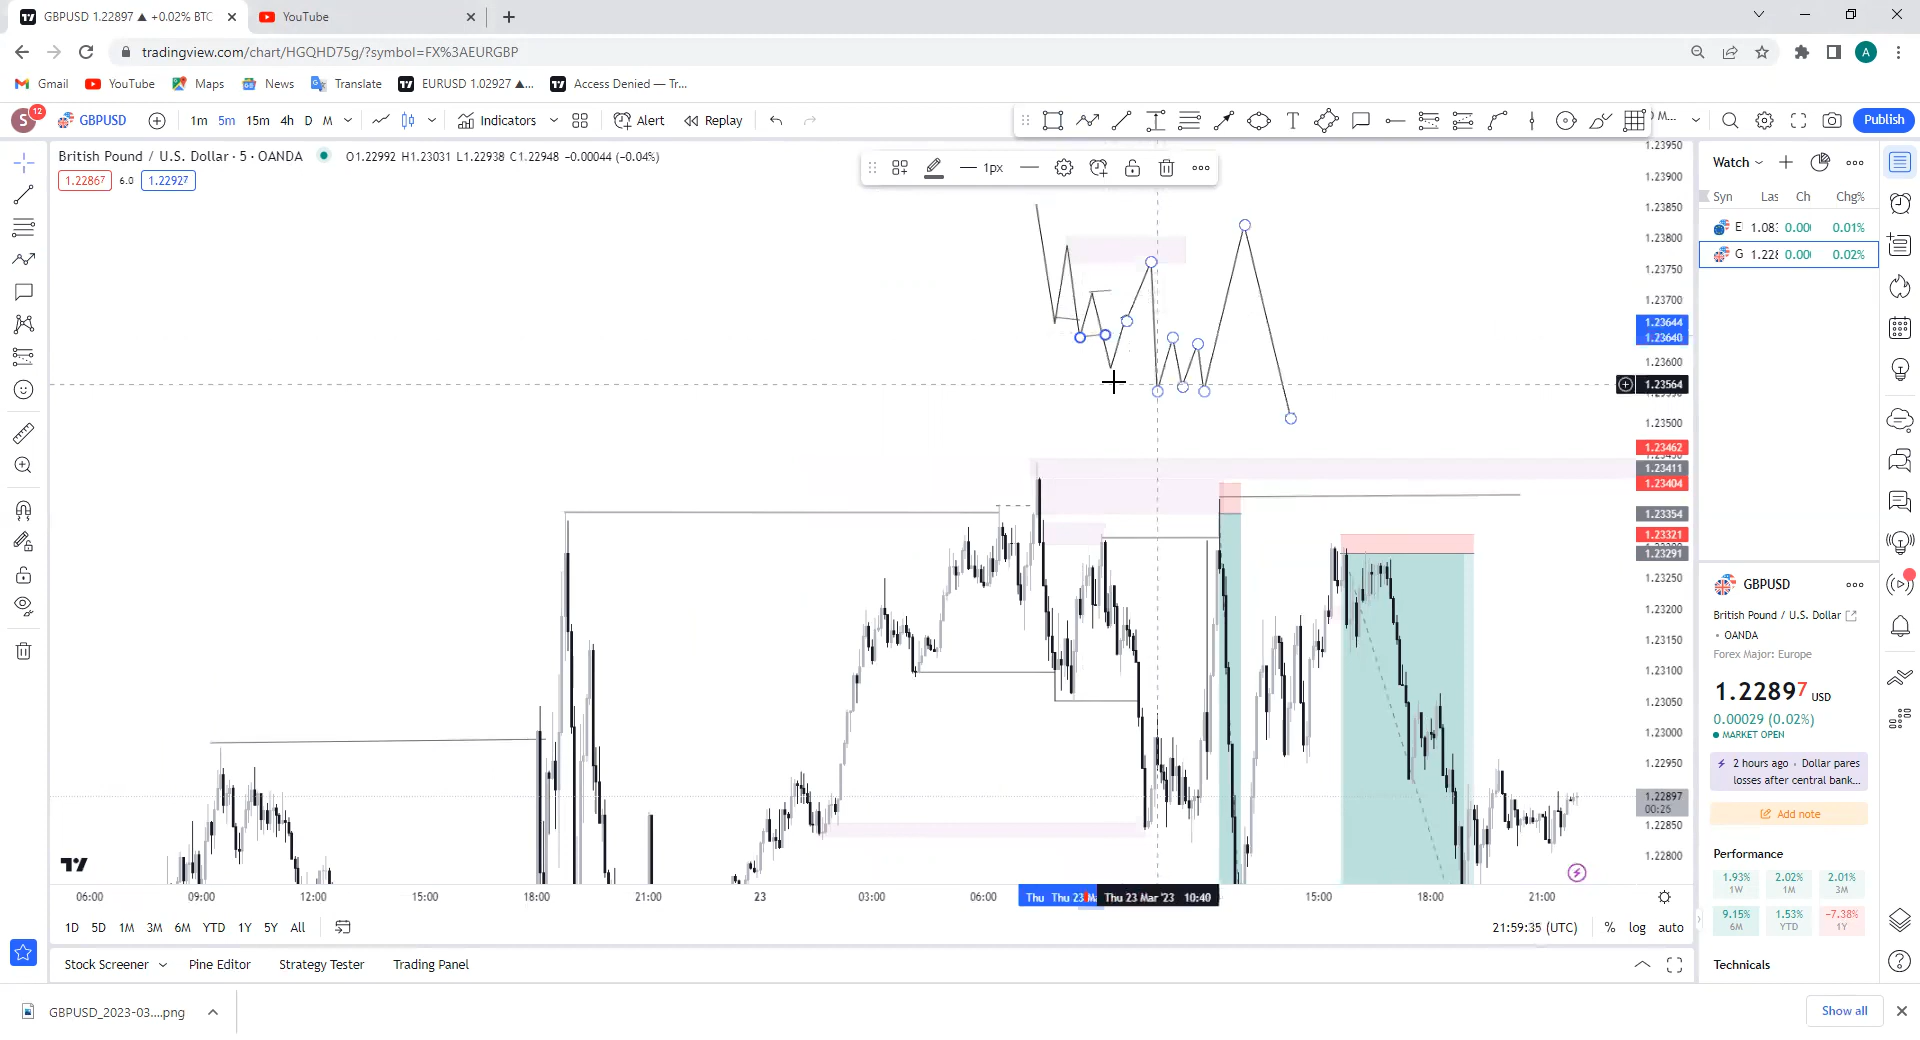 GBPUSD 1.22897 ▲ +0.02% BTC
YouTube
tradingview.com/chart/HGQHD75g/?symbol=FX%3AEURGBP
A
Gmail
YouTube
Maps
News
Translate
EURUSD 1.02927 ▲...
Access Denied — Tr...
S
12
GBPUSD
1m
5m
15m
4h
D
M
Indicators
Alert
Replay
M...
Publish
British Pound / U.S. Dollar · 5 · OANDA
O1.22992 H1.23031 L1.22938 C1.22948 −0.00044 (−0.04%)
1.22867
6.0
1.22927
1px
1.23950
1.23900
1.23850
1.23800
1.23750
1.23700
1.23644
1.23640
1.23600
1.23564
1.23500
1.23462
1.23411
1.23404
1.23354
1.23321
1.23291
1.23250
1.23200
1.23150
1.23100
1.23050
1.23000
1.22950
1.22897
00:25
1.22850
1.22800
06:00
09:00
12:00
15:00
18:00
21:00
23
03:00
06:00
Thu
Thu 23
Thu 23 Mar '23 10:40
15:00
18:00
21:00
1D
5D
1M
3M
6M
YTD
1Y
5Y
All
21:59:35 (UTC)
%
log
auto
Stock Screener
Pine Editor
Strategy Tester
Trading Panel
Watch
Syn
Las
Ch
Chg%
E
1.08
0.00
0.01%
G
1.22
0.00
0.02%
GBPUSD
British Pound / U.S. Dollar
• OANDA
Forex Major: Europe
1.22897 USD
0.00029 (0.02%)
MARKET OPEN
2 hours ago · Dollar pares
losses after central bank...
Add note
Performance
1.93%
1W
2.02%
1M
2.01%
3M
9.15%
6M
1.53%
YTD
−7.38%
1Y
Technicals
GBPUSD_2023-03....png
Show all